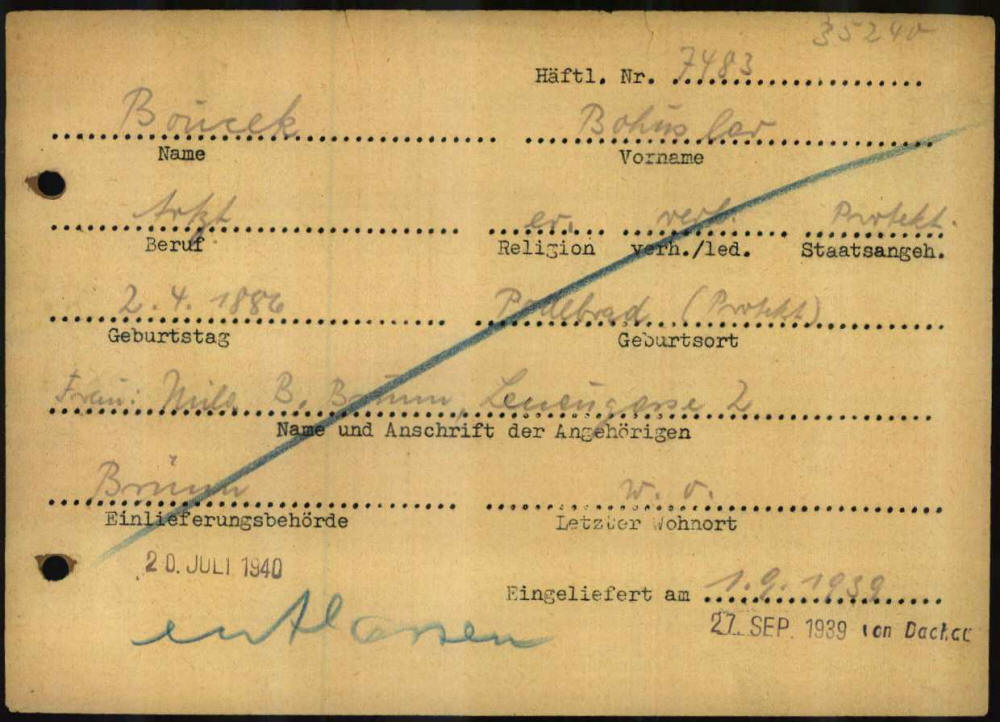 35240
Häftl. Nr. 7483
Boucek Bohuslav
Name Vorname
Arzt ev. verh. Protekt.
Beruf Religion verh./led. Staatsangeh.
2.4.1886 Podebrad (Protekt)
Geburtstag Geburtsort
Frau: Mila B. Brünn, 2
Name und Anschrift der Angehörigen
Brünn w. o.
Einlieferungsbehörde Letzter Wohnort
20. JULI 1940
Eingeliefert am 1.9.1939
entlassen
27. SEP. 1939 von Dachau